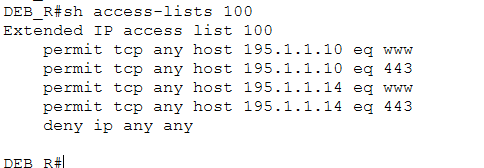 DEB_R#sh access-lists 100
Extended IP access list 100
    permit tcp any host 195.1.1.10 eq www
    permit tcp any host 195.1.1.10 eq 443
    permit tcp any host 195.1.1.14 eq www
    permit tcp any host 195.1.1.14 eq 443
    deny ip any any
DEB_R#